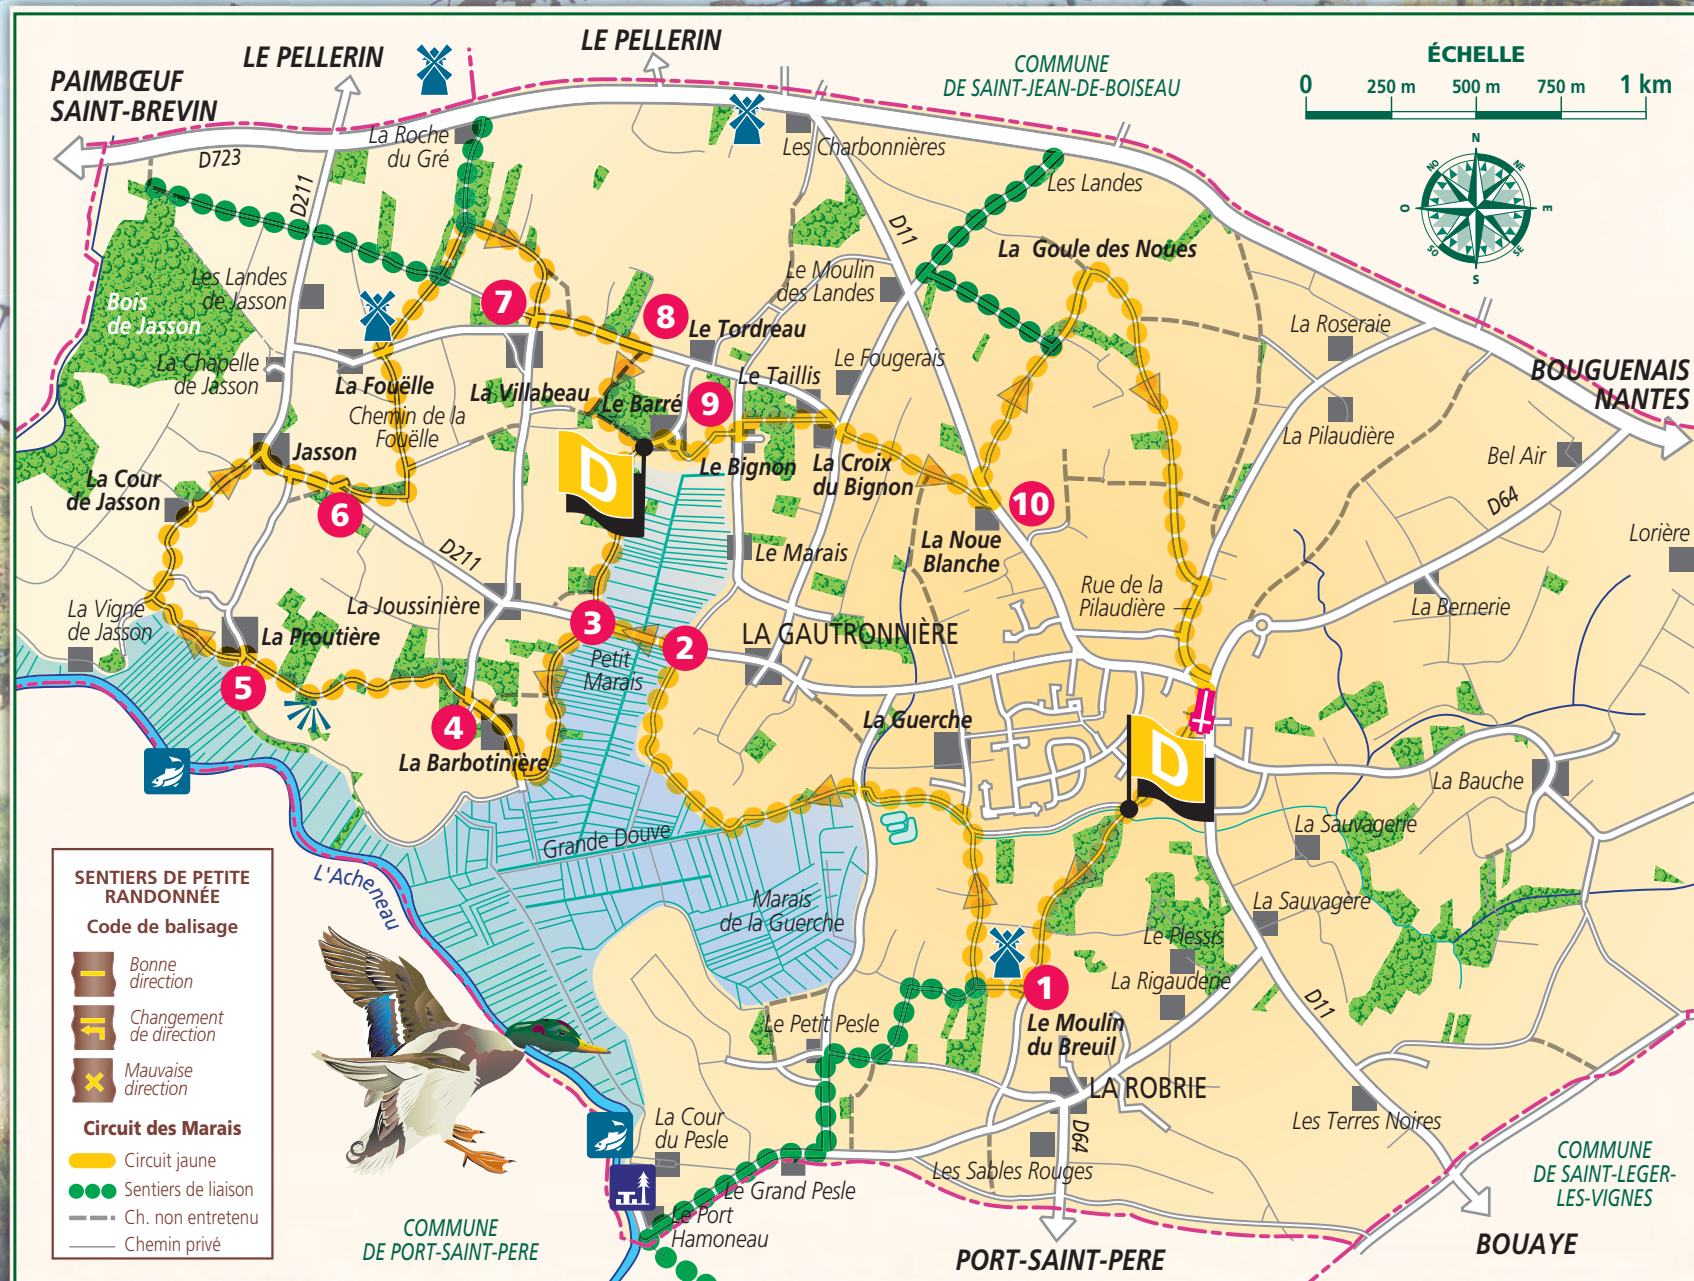 LE PELLERIN
LE PELLERIN
PAIMBŒUF
SAINT-BREVIN
COMMUNE
DE SAINT-JEAN-DE-BOISEAU
ÉCHELLE
0 250 m 500 m 750 m 1 km
N
NO NE
O E
SO SE
S
D723
D211
La Roche
du Gré
Les Charbonnières
Les Landes
D11
La Goule des Noues
Bois
de Jasson
Les Landes
de Jasson
Le Moulin
des Landes
7
8
Le Tordreau
La Roseraie
La Chapelle
de Jasson
La Fouëlle
Chemin de la
Fouëlle
La Villabeau
Le Barré
9
Le Taillis
Le Fougerais
BOUGUENAIS
NANTES
La Pilaudière
Bel Air
Jasson
La Cour
de Jasson
6
D
Le Bignon
La Croix
du Bignon
10
La Noue
Blanche
D64
Lorière
D211
Le Marais
Rue de la
Pilaudière
La Bernerie
La Vigne
de Jasson
La Joussinière
La Proutière
3
2
Petit
Marais
LA GAUTRONNIÈRE
5
4
La Barbotinière
La Guerche
D
La Bauche
Grande Douve
La Sauvagerie
L'Acheneau
Marais
de la Guerche
La Sauvagère
Le Plessis
La Rigauderie
1
Le Moulin
du Breuil
D11
Le Petit Pesle
LA ROBRIE
Les Terres Noires
La Cour
du Pesle
D64
Les Sables Rouges
Le Grand Pesle
Le Port
Hamoneau
COMMUNE
DE SAINT-LEGER-
LES-VIGNES
COMMUNE
DE PORT-SAINT-PERE
PORT-SAINT-PERE
BOUAYE
SENTIERS DE PETITE
RANDONNÉE
Code de balisage
Bonne
direction
Changement
de direction
Mauvaise
direction
Circuit des Marais
Circuit jaune
Sentiers de liaison
Ch. non entretenu
Chemin privé